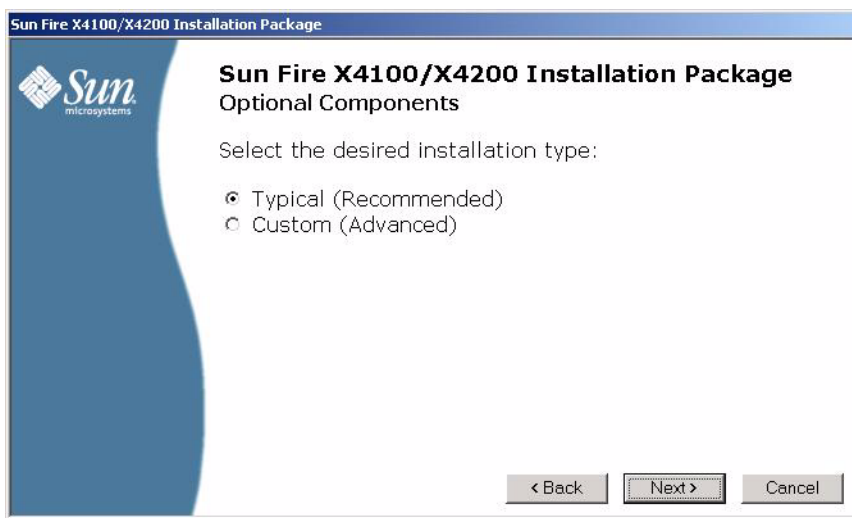 Sun Fire X4100/X4200 Installation Package
Sun
microsystems
Sun Fire X4100/X4200 Installation Package
Optional Components
Select the desired installation type:
Typical (Recommended)
Custom (Advanced)
< Back
Next >
Cancel